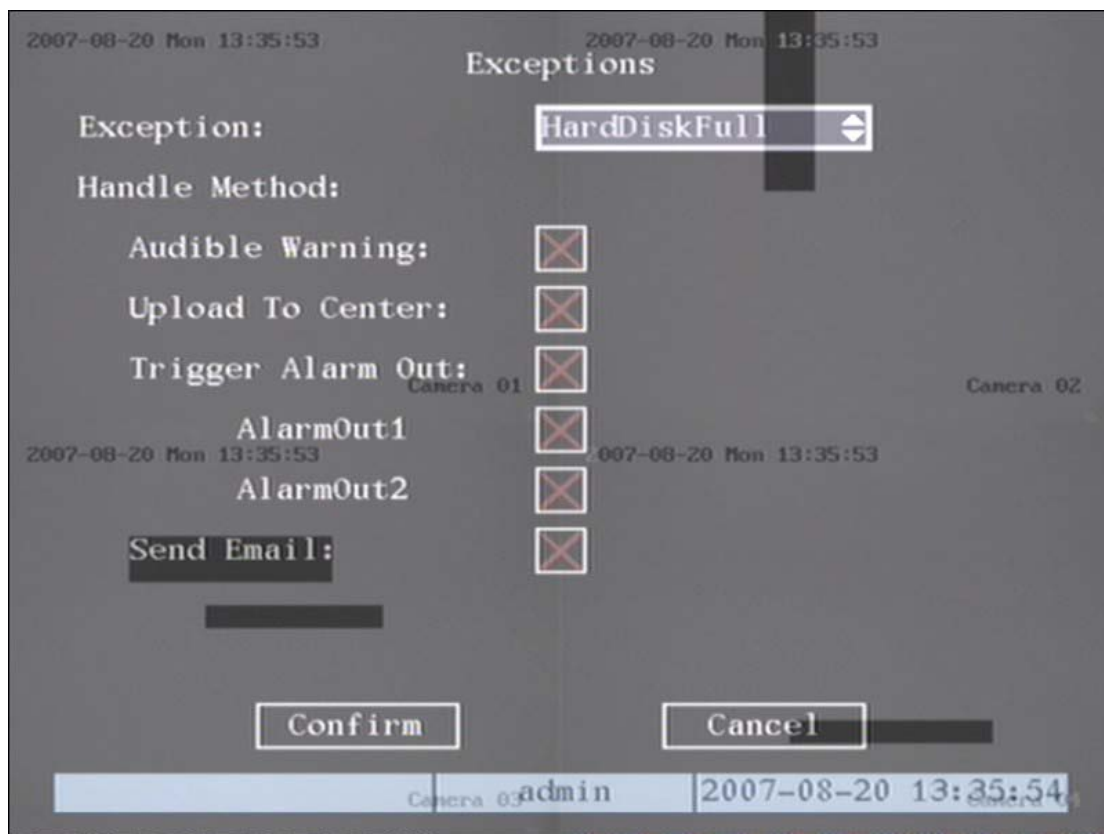 2007-08-20 Mon 13:35:53
2007-08-20 Mon 13:35:53
Exceptions
Exception:
HardDiskFull
Handle Method:
Audible Warning:
Upload To Center:
Trigger Alarm Out:
Camera 01
Camera 02
AlarmOut1
2007-08-20 Mon 13:35:53
007-08-20 Mon 13:35:53
AlarmOut2
Send Email:
Confirm
Cancel
Camera 03
admin
2007-08-20 13:35:54